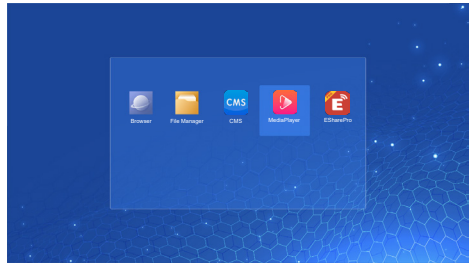 CMS
E
Browser
File Manager
CMS
MediaPlayer
ESharePro